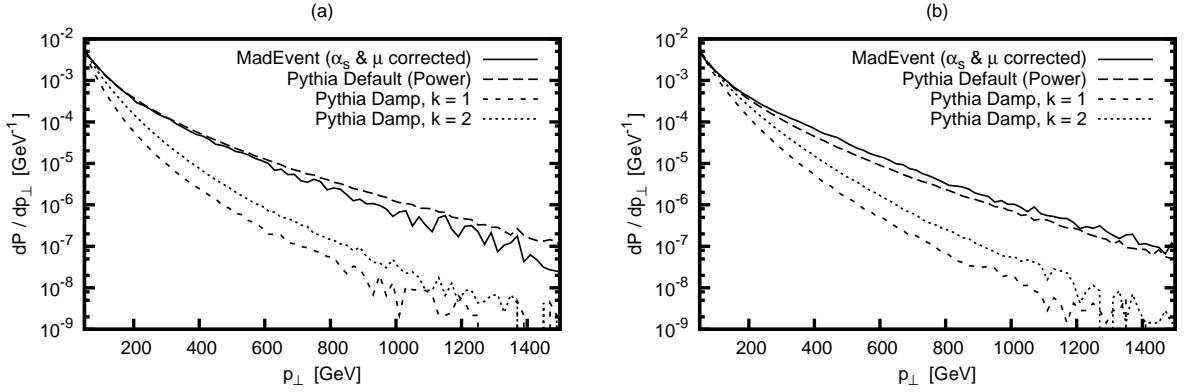 (a)
dP / dp⊥ [GeV⁻¹]
10⁻²
10⁻³
10⁻⁴
10⁻⁵
10⁻⁶
10⁻⁷
10⁻⁸
10⁻⁹
MadEvent (αs & μ corrected)
Pythia Default (Power)
Pythia Damp, k = 1
Pythia Damp, k = 2
200 400 600 800 1000 1200 1400
p⊥ [GeV]
(b)
dP / dp⊥ [GeV⁻¹]
10⁻²
10⁻³
10⁻⁴
10⁻⁵
10⁻⁶
10⁻⁷
10⁻⁸
10⁻⁹
MadEvent (αs & μ corrected)
Pythia Default (Power)
Pythia Damp, k = 1
Pythia Damp, k = 2
200 400 600 800 1000 1200 1400
p⊥ [GeV]